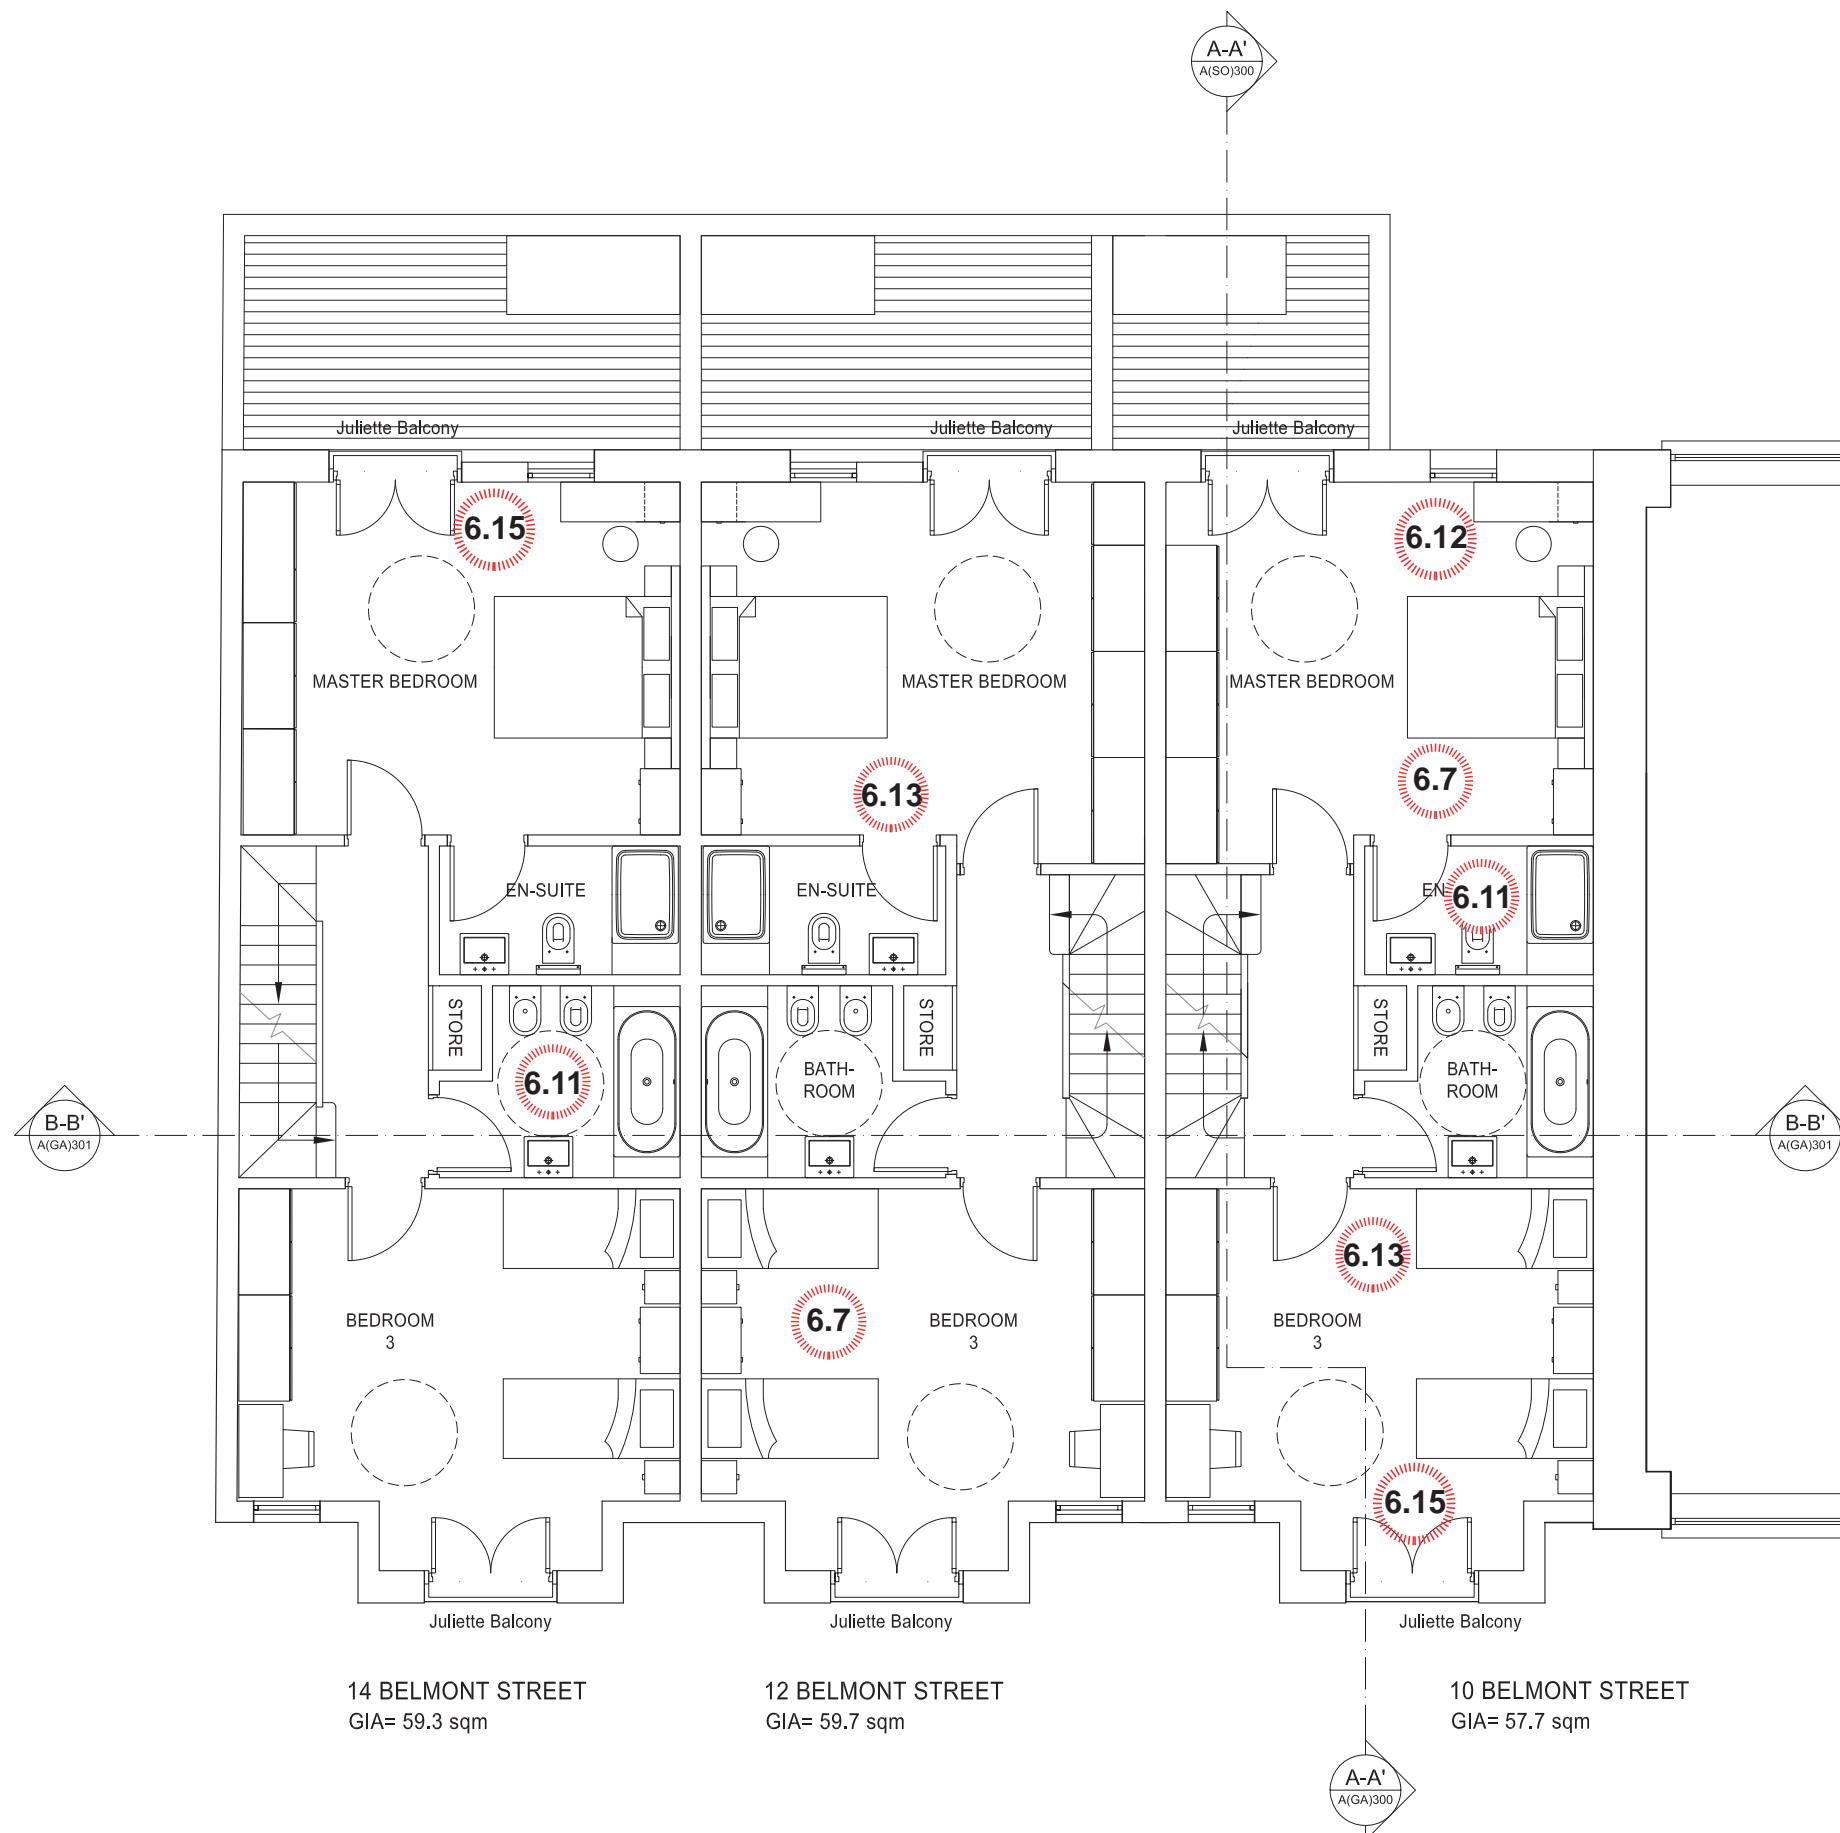 A-A'
A(SO)300
Juliette Balcony
Juliette Balcony
Juliette Balcony
6.15
6.12
MASTER BEDROOM
MASTER BEDROOM
MASTER BEDROOM
6.13
6.7
EN-SUITE
EN-SUITE
EN
6.11
STORE
STORE
STORE
6.11
BATH-
ROOM
BATH-
ROOM
B-B'
A(GA)301
B-B'
A(GA)301
6.13
BEDROOM
3
6.7
BEDROOM
3
BEDROOM
3
6.15
Juliette Balcony
Juliette Balcony
Juliette Balcony
14 BELMONT STREET
GIA= 59.3 sqm
12 BELMONT STREET
GIA= 59.7 sqm
10 BELMONT STREET
GIA= 57.7 sqm
A-A'
A(GA)300